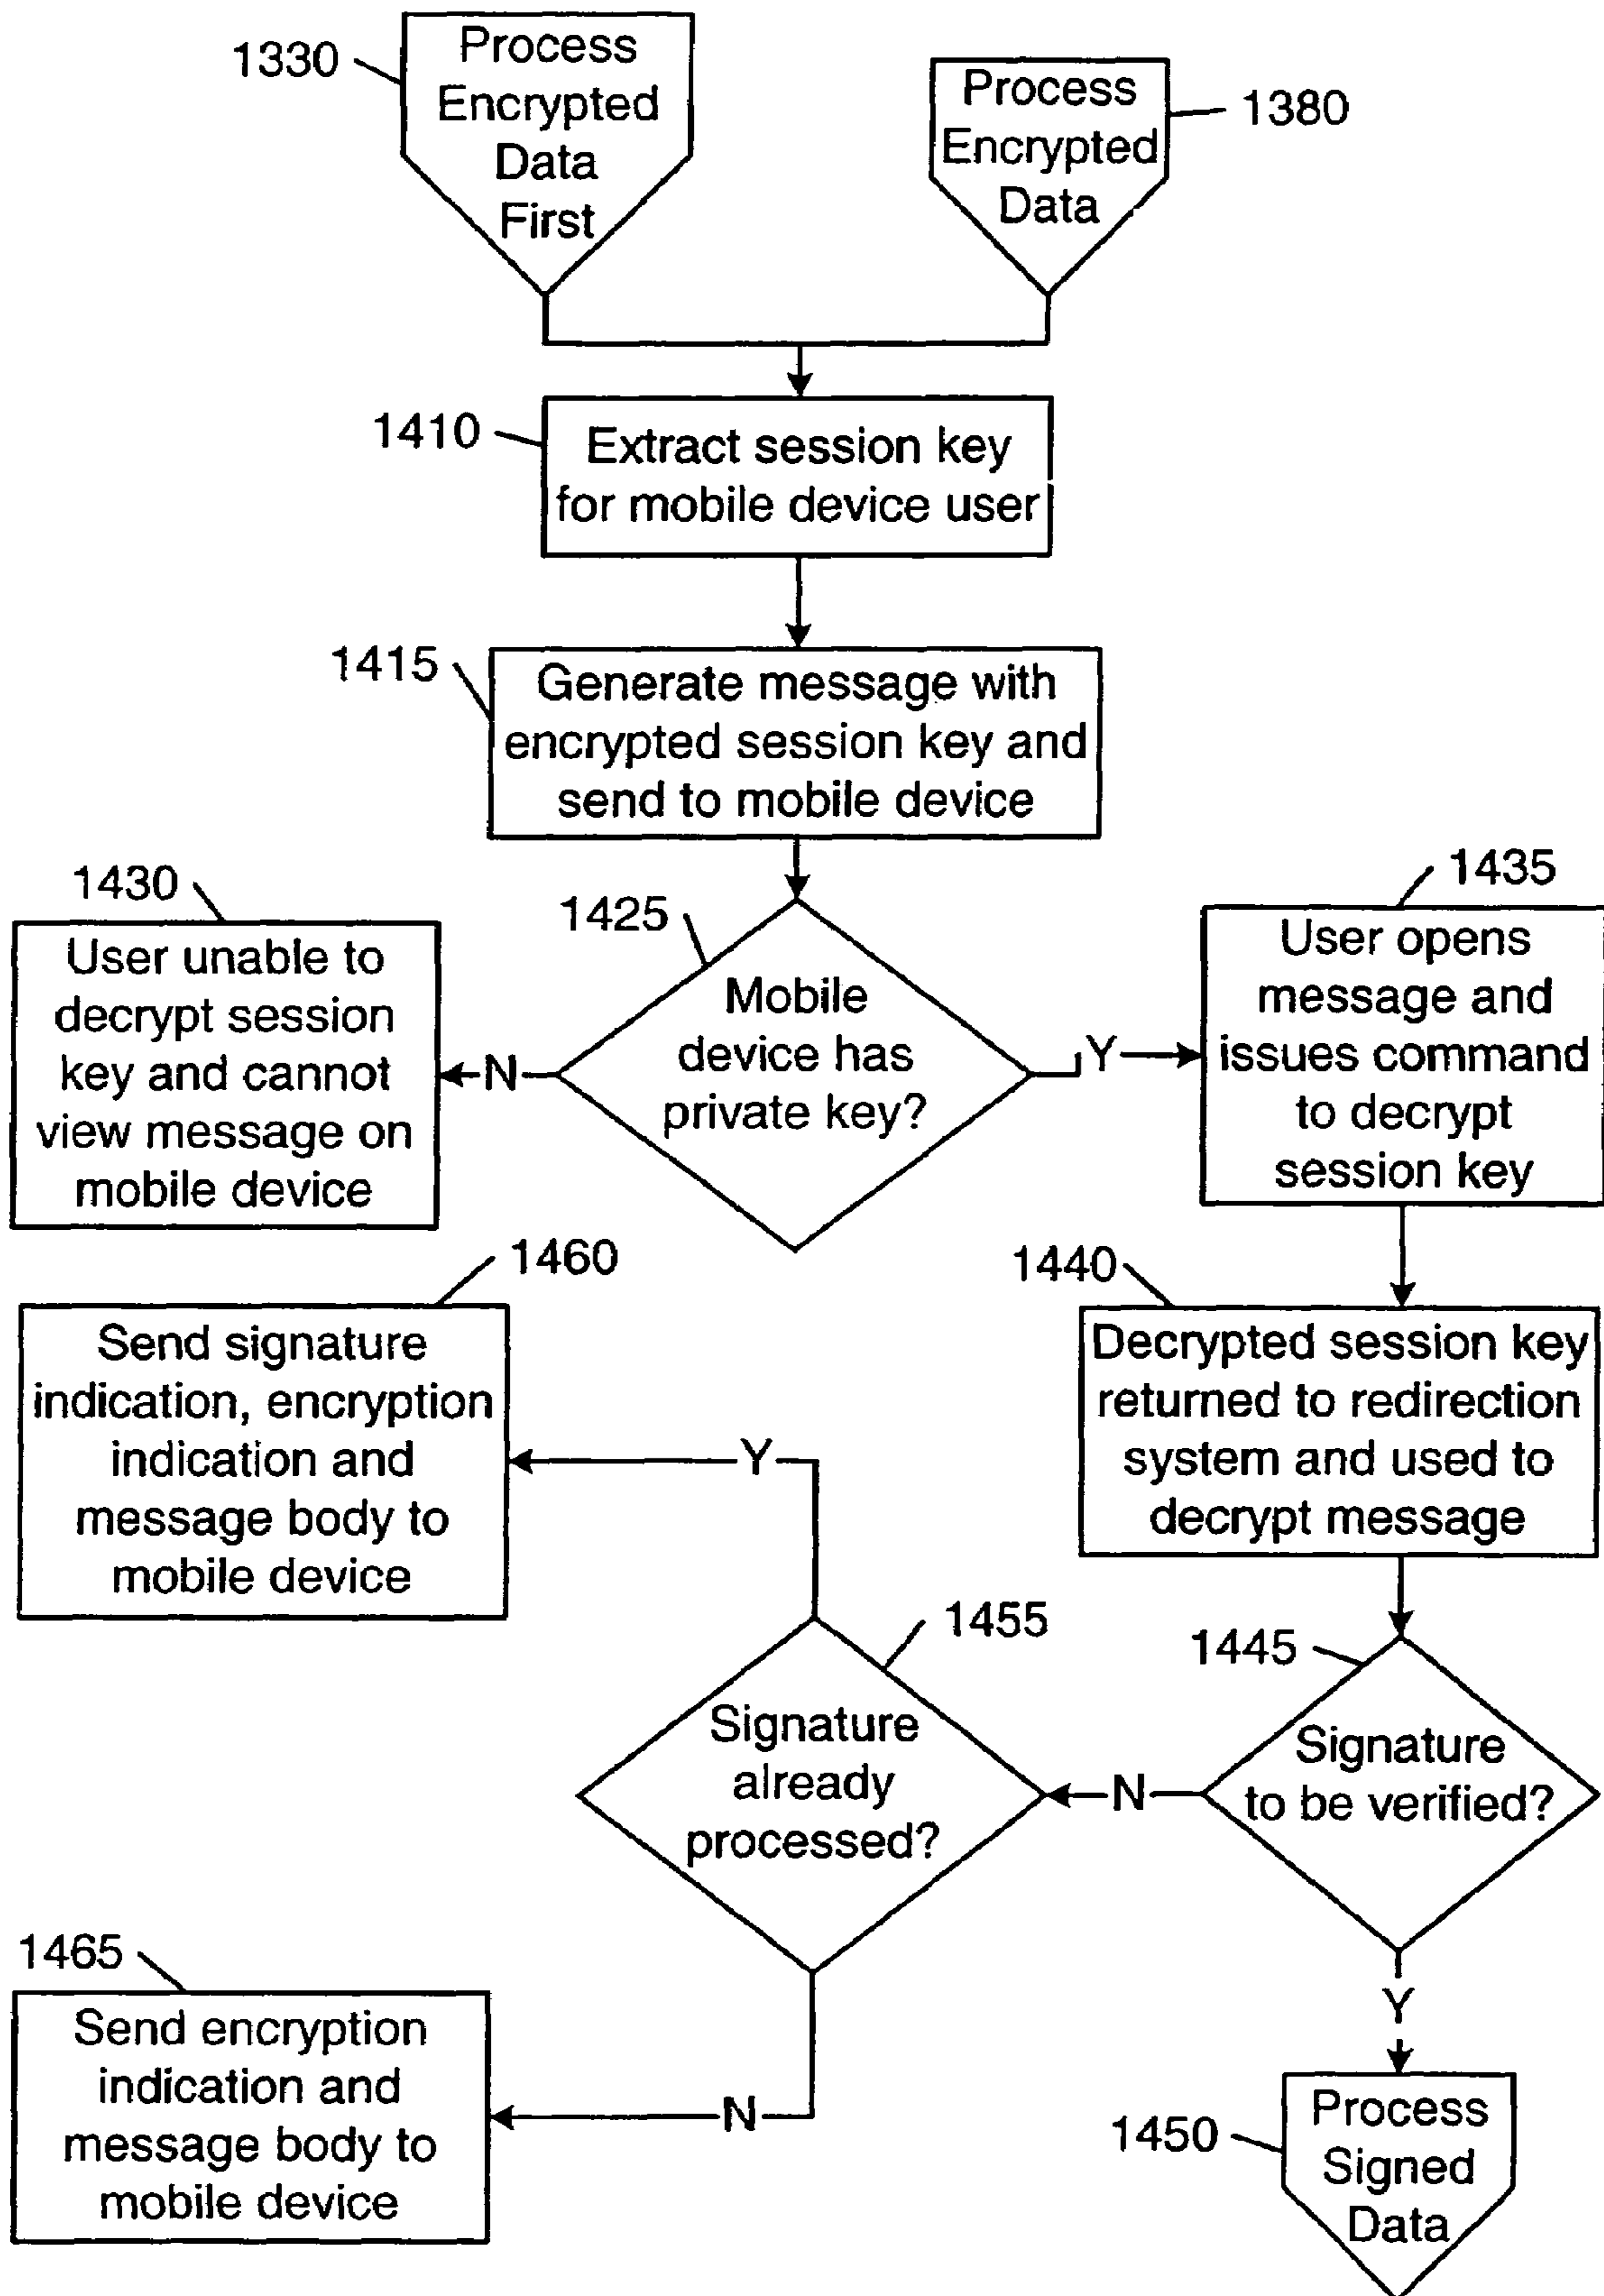 1330
Process
Encrypted
Data
First
Process
Encrypted
Data
1380
1410
Extract session key
for mobile device user
1415
Generate message with
encrypted session key and
send to mobile device
1430
User unable to
decrypt session
key and cannot
view message on
mobile device
N
1425
Mobile
device has
private key?
Y
1435
User opens
message and
issues command
to decrypt
session key
1440
Decrypted session key
returned to redirection
system and used to
decrypt message
1460
Send signature
indication, encryption
indication and
message body to
mobile device
Y
1455
Signature
already
processed?
N
1445
Signature
to be verified?
Y
1465
Send encryption
indication and
message body to
mobile device
N
1450
Process
Signed
Data